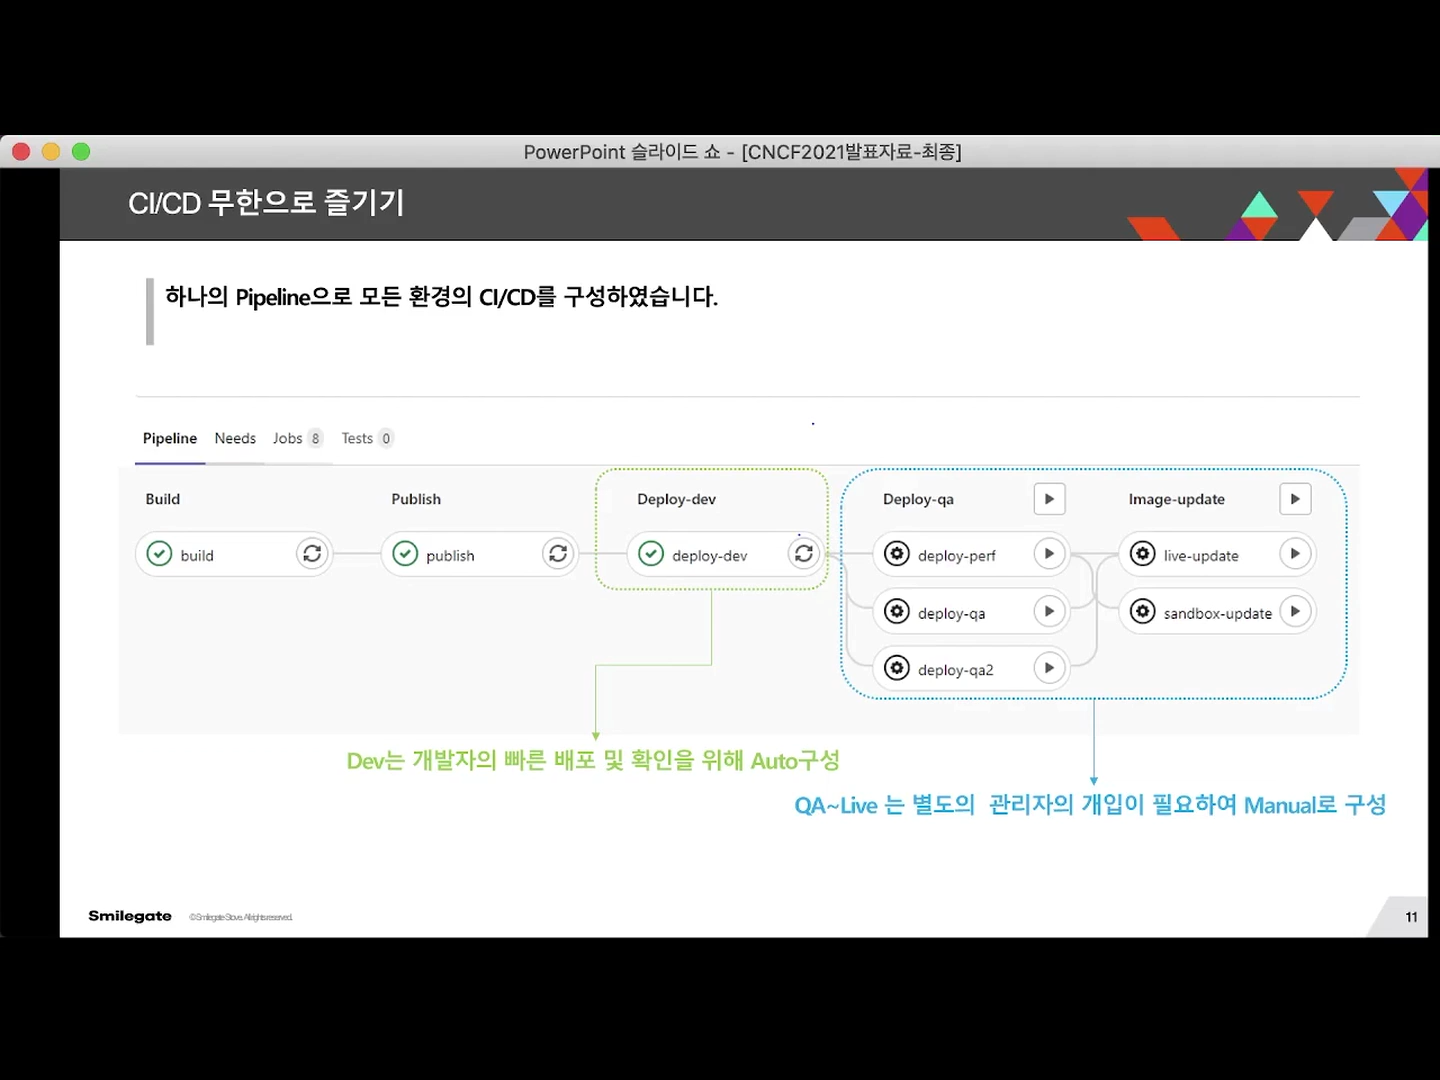 PowerPoint 슬라이드 쇼 - [CNCF2021발표자료-최종]
CI/CD 무한으로 즐기기
하나의 Pipeline으로 모든 환경의 CI/CD를 구성하였습니다.
Pipeline Needs Jobs 8 Tests 0
Build Publish Deploy-dev Deploy-qa Image-update
build publish deploy-dev deploy-perf live-update
deploy-qa sandbox-update
deploy-qa2
Dev는 개발자의 빠른 배포 및 확인을 위해 Auto구성
QA~Live 는 별도의 관리자의 개입이 필요하여 Manual로 구성
Smilegate ©Smilegate Stove. All rights reserved. 11